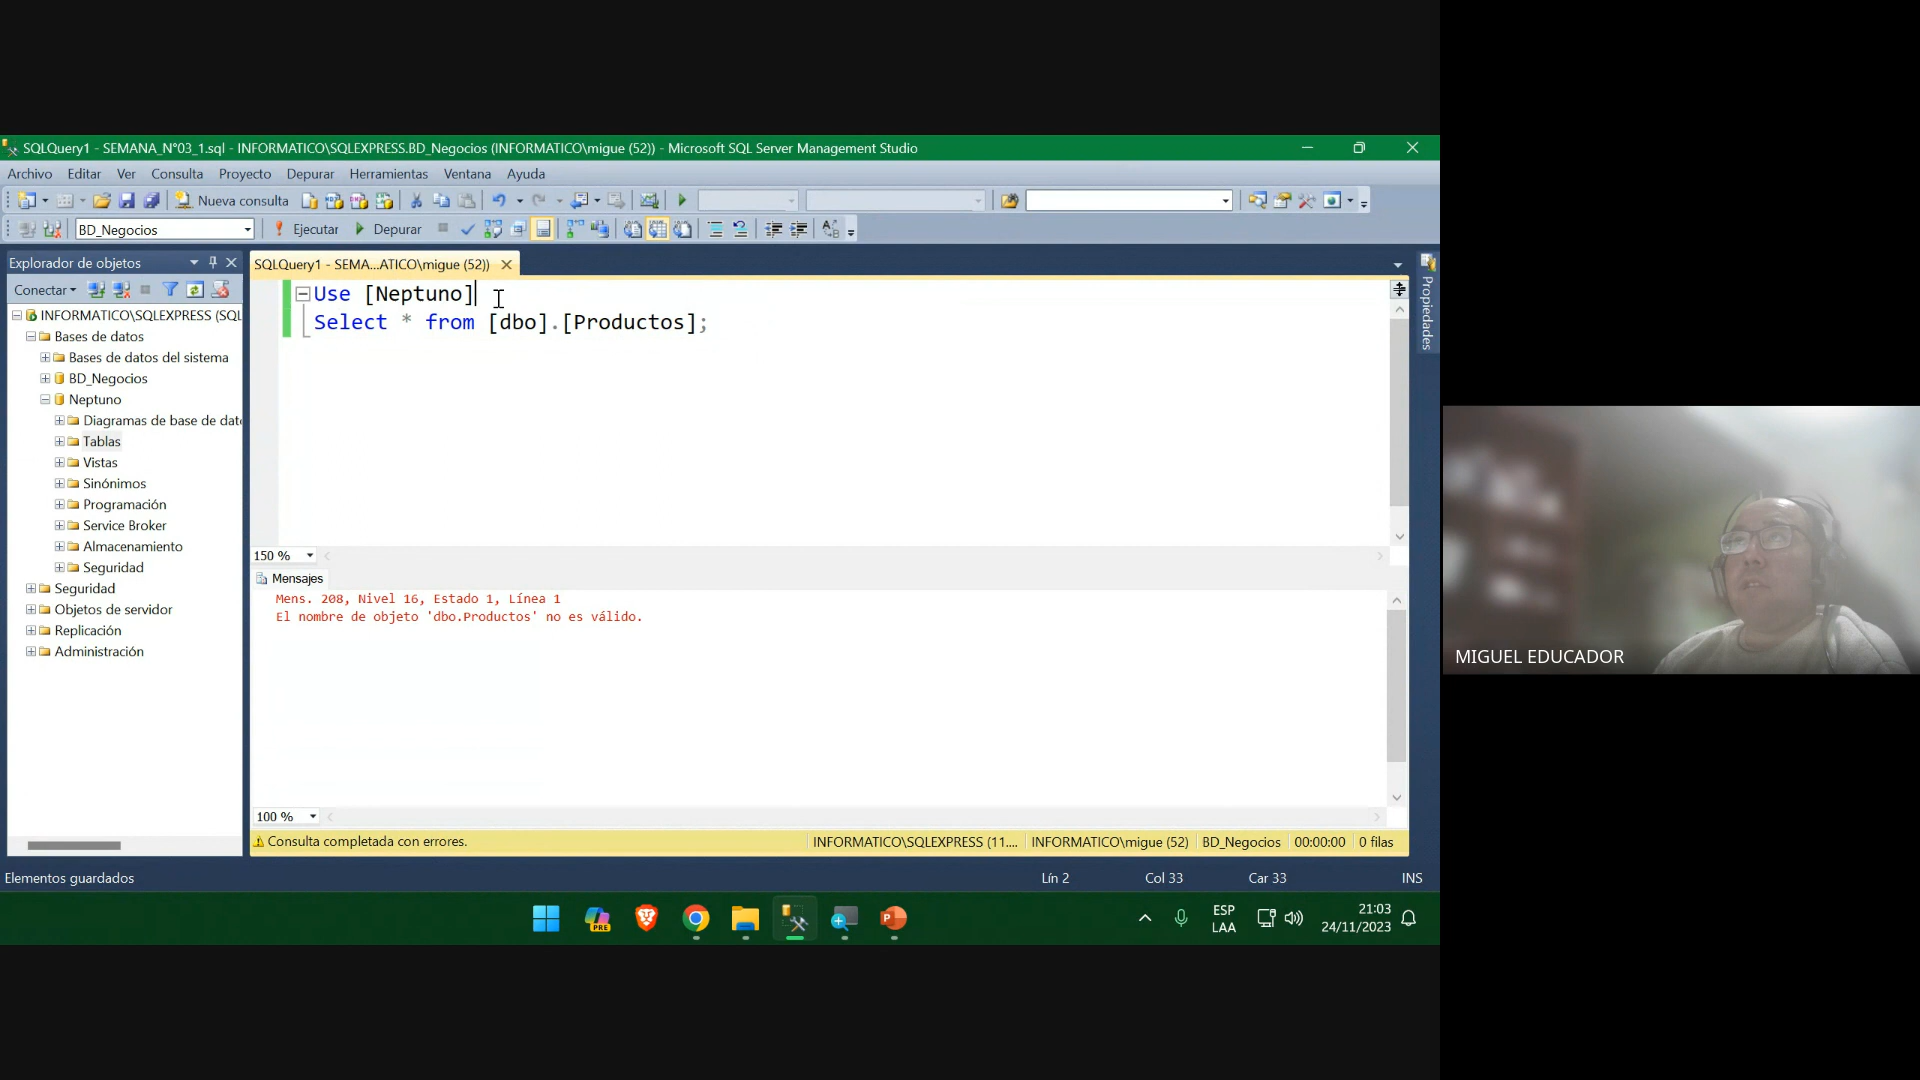 SQLQuery1 - SEMANA_N°03_1.sql - INFORMATICO\SQLEXPRESS.BD_Negocios (INFORMATICO\migue (52)) - Microsoft SQL Server Management Studio
Archivo Editar Ver Consulta Proyecto Depurar Herramientas Ventana Ayuda
Nueva consulta
BD_Negocios Ejecutar Depurar
Explorador de objetos
SQLQuery1 - SEMA...ATICO\migue (52))
Conectar
Use [Neptuno]
Select * from [dbo].[Productos];
Propiedades
INFORMATICO\SQLEXPRESS (SQL
Bases de datos
Bases de datos del sistema
BD_Negocios
Neptuno
Diagramas de base de dato
Tablas
Vistas
Sinónimos
Programación
Service Broker
Almacenamiento
Seguridad
Seguridad
Objetos de servidor
Replicación
Administración
150 %
Mensajes
Mens. 208, Nivel 16, Estado 1, Línea 1
El nombre de objeto 'dbo.Productos' no es válido.
100 %
Consulta completada con errores.
INFORMATICO\SQLEXPRESS (11.... INFORMATICO\migue (52) BD_Negocios 00:00:00 0 filas
Elementos guardados
Lín 2 Col 33 Car 33 INS
PRE
ESP
LAA
21:03
24/11/2023
MIGUEL EDUCADOR